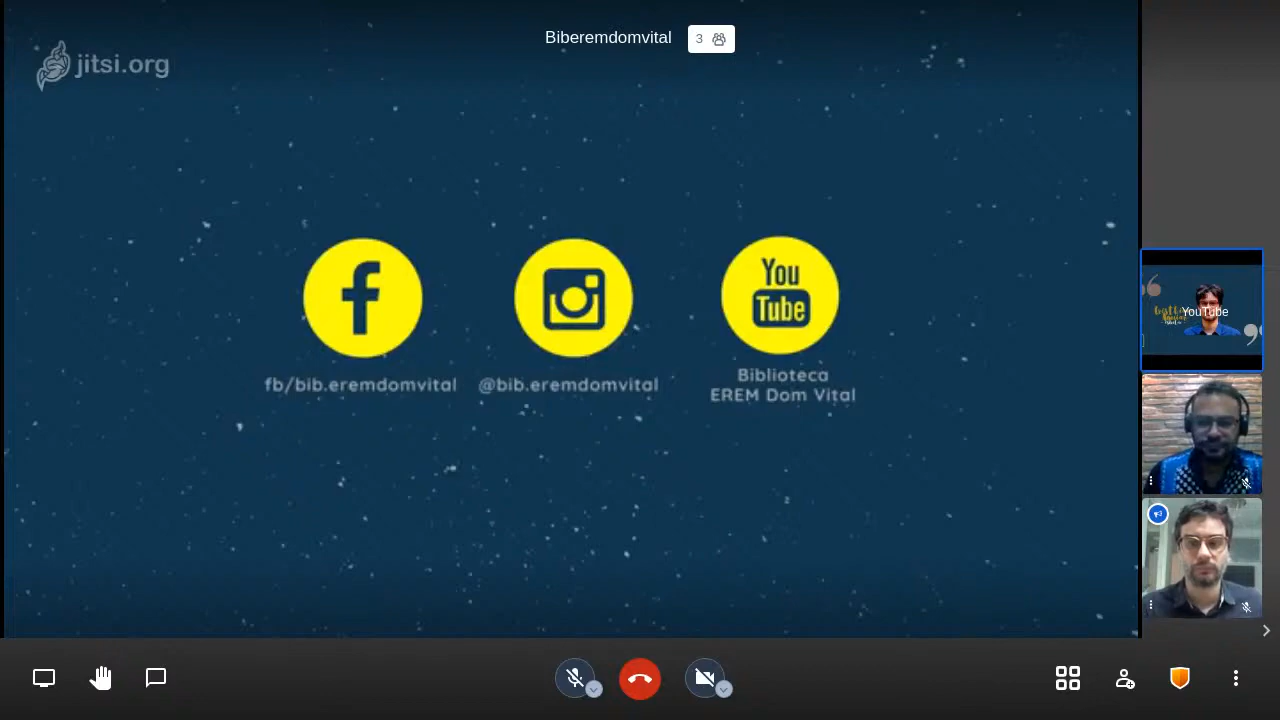 Biberemdomvital
3
jitsi.org
You
Tube
fb/bib.eremdomvital
@bib.eremdomvital
Biblioteca
EREM Dom Vital
YouTube